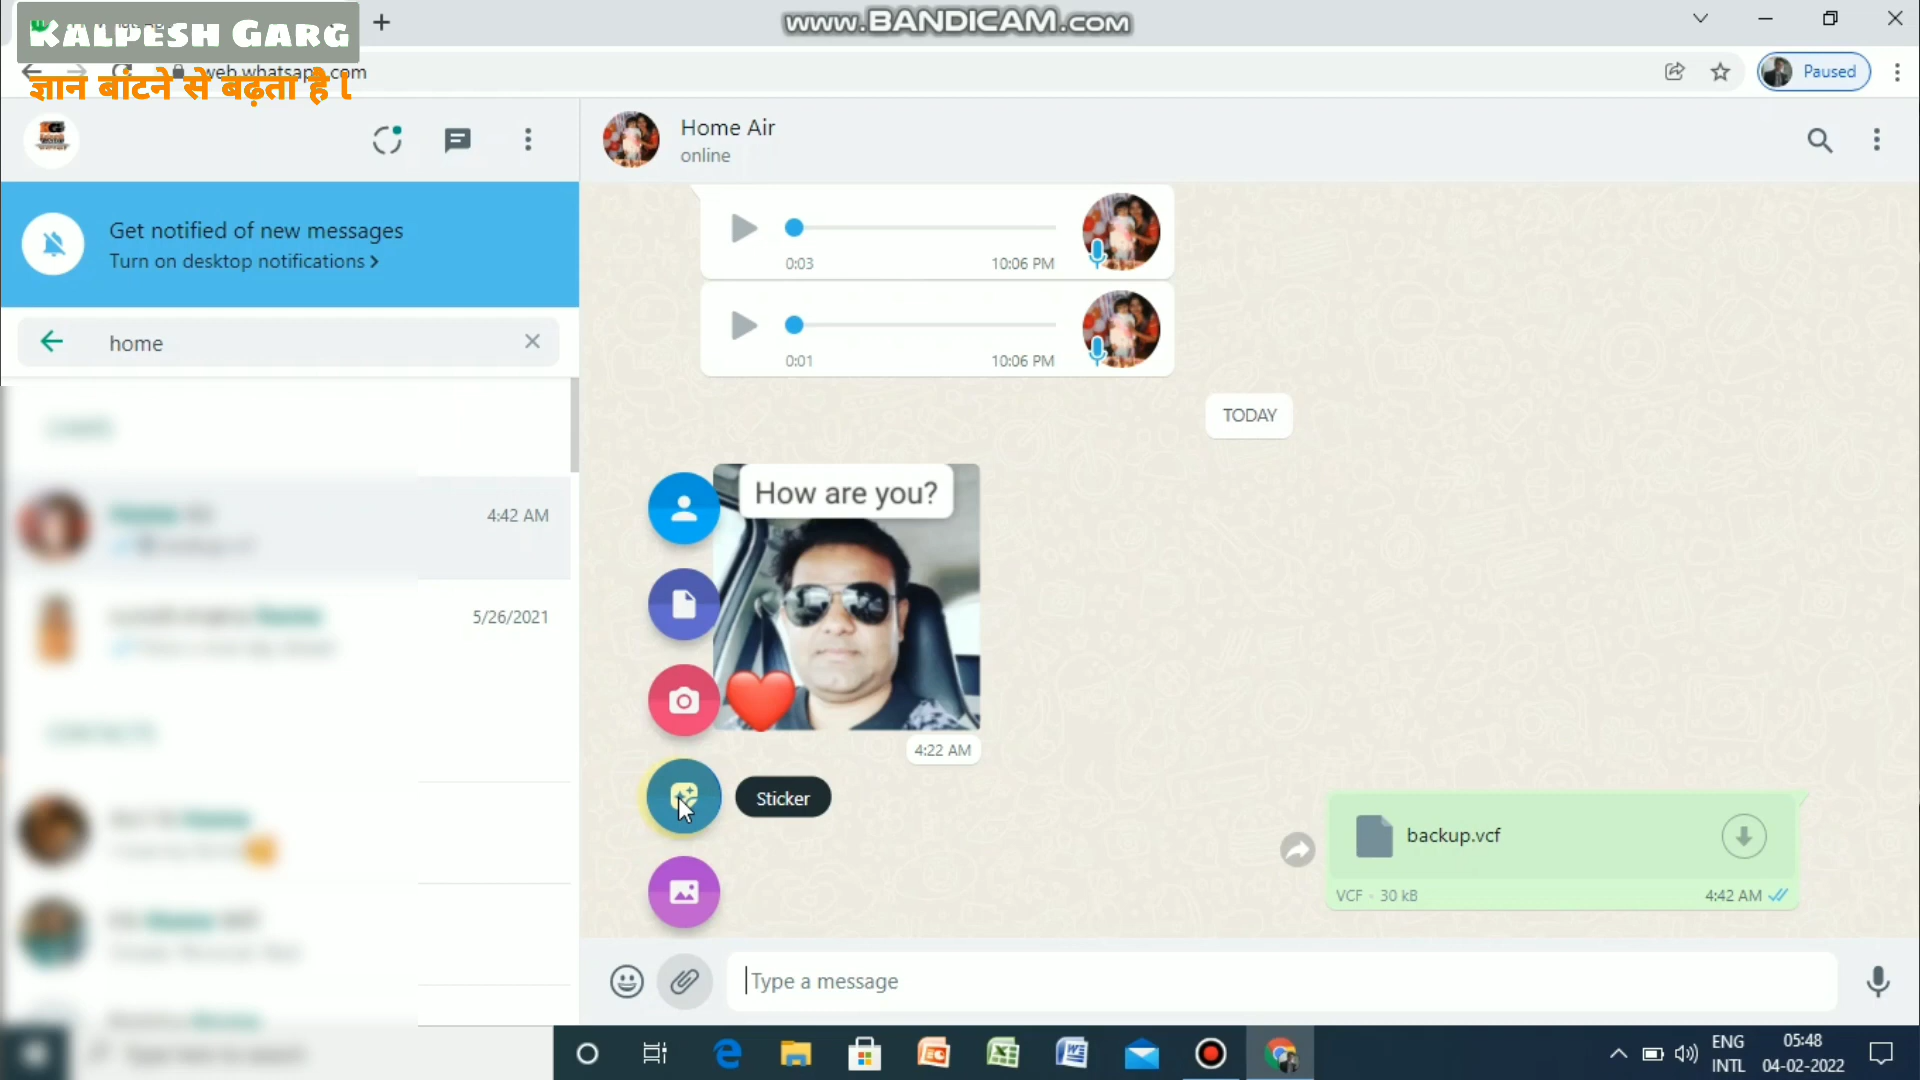 KALPESH GARG
ज्ञान बांटने से बढ़ता है l
www.BANDICAM.com
web.whatsapp.com
Paused
Get notified of new messages
Turn on desktop notifications >
home
4:42 AM
5/26/2021
Home Air
online
0:03
10:06 PM
0:01
10:06 PM
TODAY
How are you?
4:22 AM
Sticker
backup.vcf
VCF • 30 kB
4:42 AM
Type a message
ENG
INTL
05:48
04-02-2022